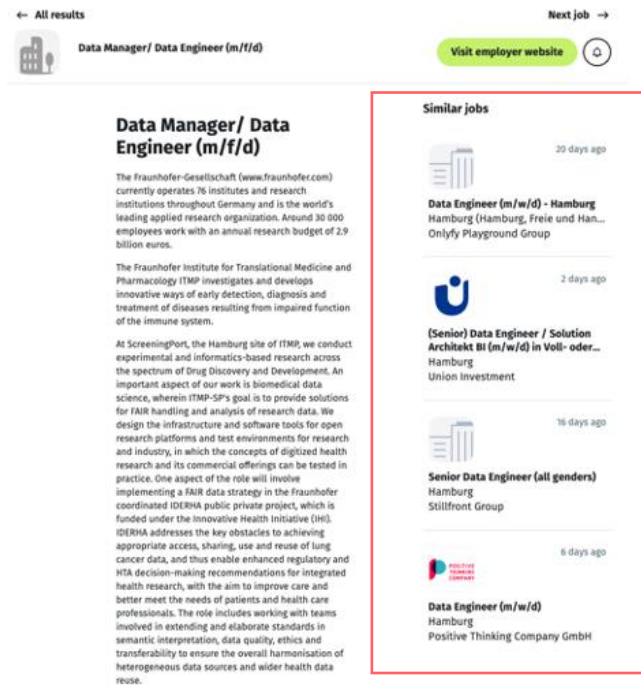 ← All results
Next job →
Data Manager/ Data Engineer (m/f/d)
Visit employer website
Data Manager/ Data
Engineer (m/f/d)
The Fraunhofer-Gesellschaft (www.fraunhofer.com)
currently operates 76 institutes and research
institutions throughout Germany and is the world's
leading applied research organization. Around 30 000
employees work with an annual research budget of 2.9
billion euros.
The Fraunhofer Institute for Translational Medicine and
Pharmacology ITMP investigates and develops
innovative ways of early detection, diagnosis and
treatment of diseases resulting from impaired function
of the immune system.
At ScreeningPort, the Hamburg site of ITMP, we conduct
experimental and informatics-based research across
the spectrum of Drug Discovery and Development. An
important aspect of our work is biomedical data
science, wherein ITMP-SP's goal is to provide solutions
for FAIR handling and analysis of research data. We
design the infrastructure and software tools for open
research platforms and test environments for research
and industry, in which the concepts of digitized health
research and its commercial offerings can be tested in
practice. One aspect of the role will involve
implementing a FAIR data strategy in the Fraunhofer
coordinated IDERHA public private project, which is
funded under the Innovative Health Initiative (IHI).
IDERHA addresses the key obstacles to achieving
appropriate access, sharing, use and reuse of lung
cancer data, and thus enable enhanced regulatory and
HTA decision-making recommendations for integrated
health research, with the aim to improve care and
better meet the needs of patients and health care
professionals. The role includes working with teams
involved in extending and elaborate standards in
semantic interpretation, data quality, ethics and
transferability to ensure the overall harmonisation of
heterogeneous data sources and wider health data
reuse.
Similar jobs
20 days ago
Data Engineer (m/w/d) - Hamburg
Hamburg (Hamburg, Freie und Han...
Onlyfy Playground Group
2 days ago
(Senior) Data Engineer / Solution
Architekt BI (m/w/d) in Voll- oder...
Hamburg
Union Investment
16 days ago
Senior Data Engineer (all genders)
Hamburg
Stillfront Group
6 days ago
POSITIVE
THINKING
COMPANY
Data Engineer (m/w/d)
Hamburg
Positive Thinking Company GmbH